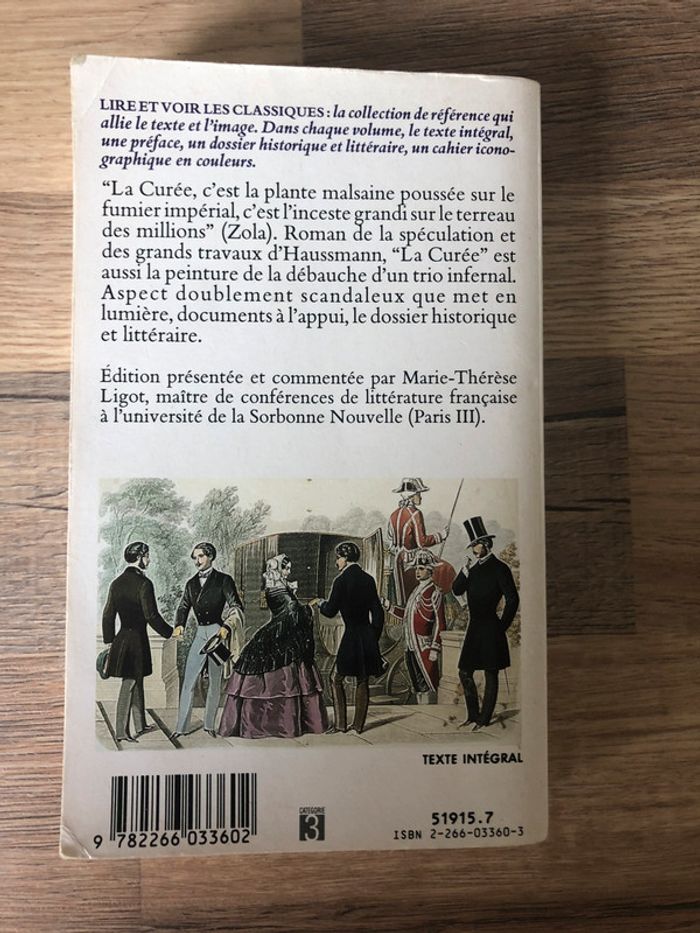 LIRE ET VOIR LES CLASSIQUES : la collection de référence qui
allie le texte et l'image. Dans chaque volume, le texte intégral,
une préface, un dossier historique et littéraire, un cahier icono-
graphique en couleurs.
“La Curée, c'est la plante malsaine poussée sur le
fumier impérial, c'est l'inceste grandi sur le terreau
des millions” (Zola). Roman de la spéculation et
des grands travaux d'Haussmann, “La Curée” est
aussi la peinture de la débauche d'un trio infernal.
Aspect doublement scandaleux que met en
lumière, documents à l'appui, le dossier historique
et littéraire.
Édition présentée et commentée par Marie-Thérèse
Ligot, maître de conférences de littérature française
à l'université de la Sorbonne Nouvelle (Paris III).
TEXTE INTÉGRAL
9 782266 033602
CATEGORIE
3
51915.7
ISBN 2-266-03360-3